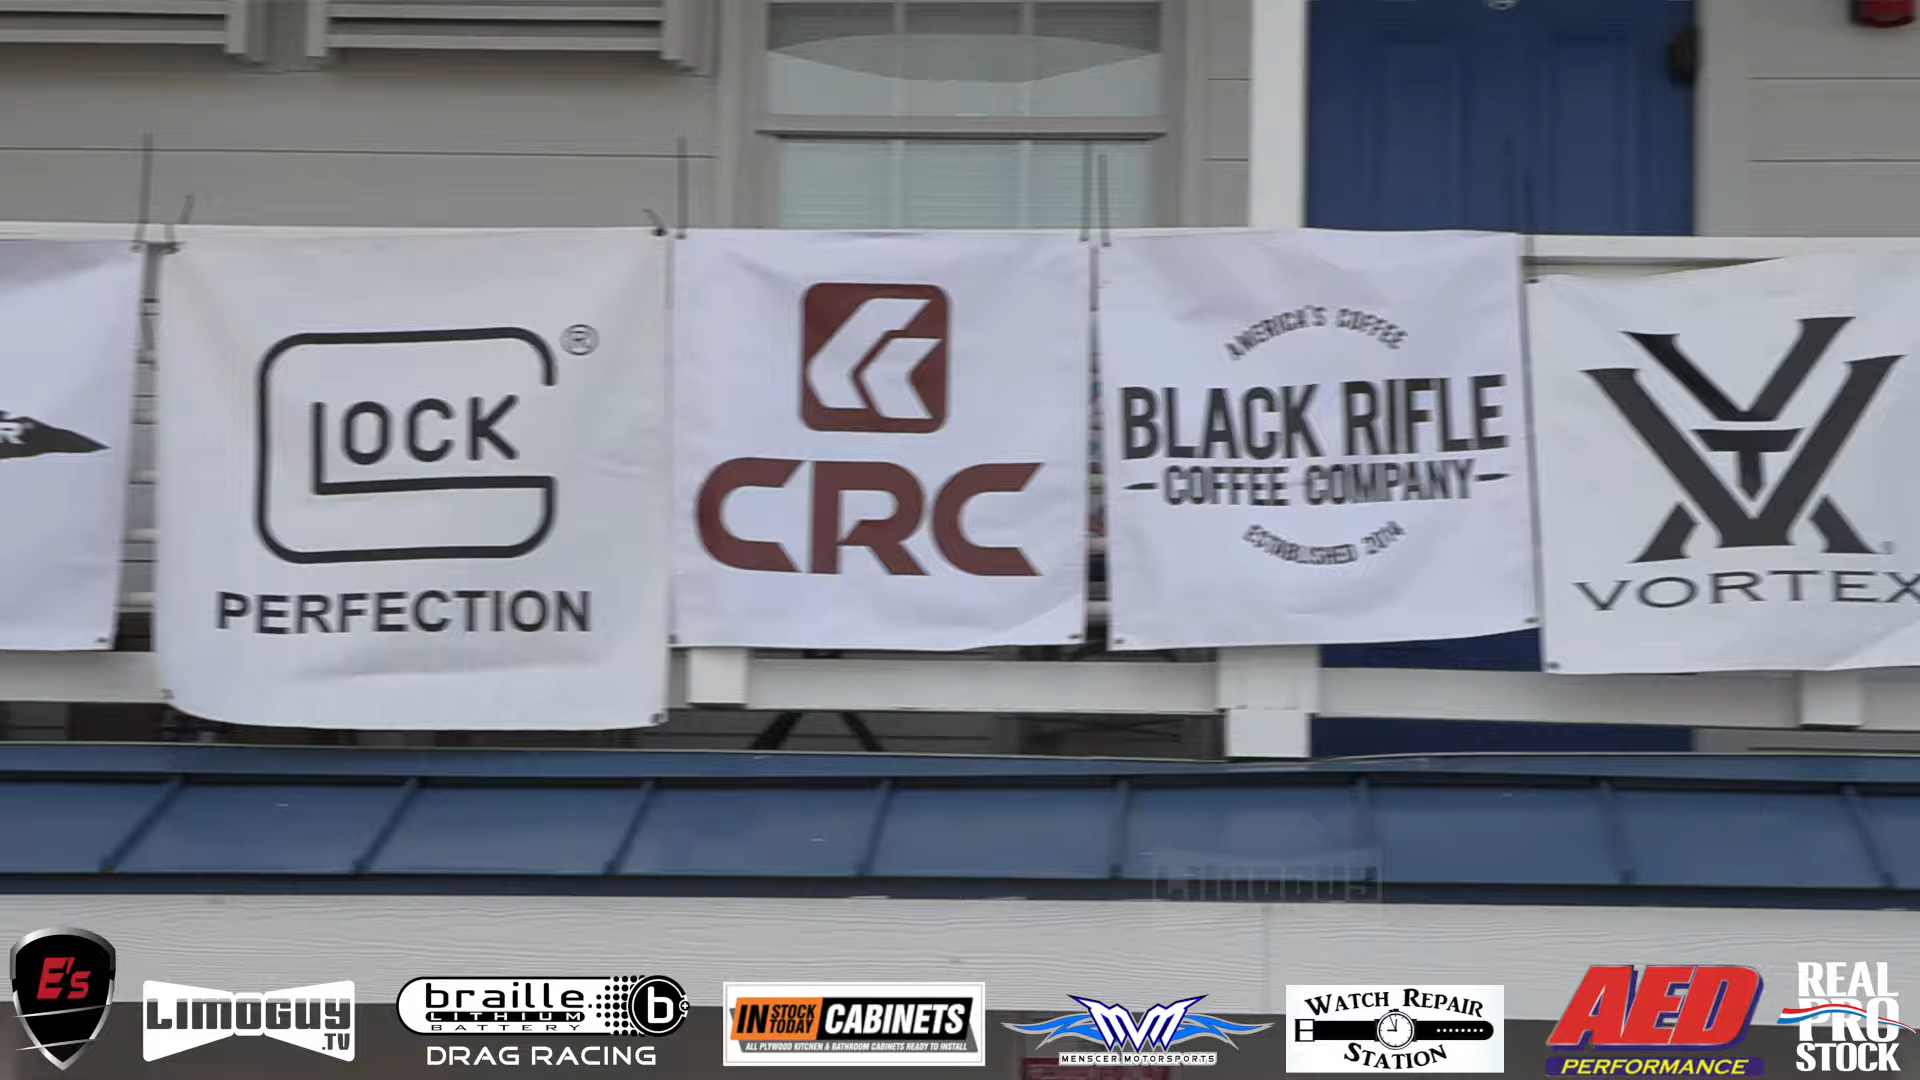 R
GLOCK ®
PERFECTION
CRC
AMERICA'S COFFEE
BLACK RIFLE
-COFFEE COMPANY-
ESTABLISHED 2014
VORTEX
LIMOGUY
E's
LIMOGUY
.TV
braille b+
LITHIUM
BATTERY
DRAG RACING
IN STOCK TODAY CABINETS
ALL PLYWOOD KITCHEN & BATHROOM CABINETS READY TO INSTALL
MVM
MENSCER MOTORSPORTS
WATCH REPAIR
STATION
AED
PERFORMANCE
REAL
PRO
STOCK